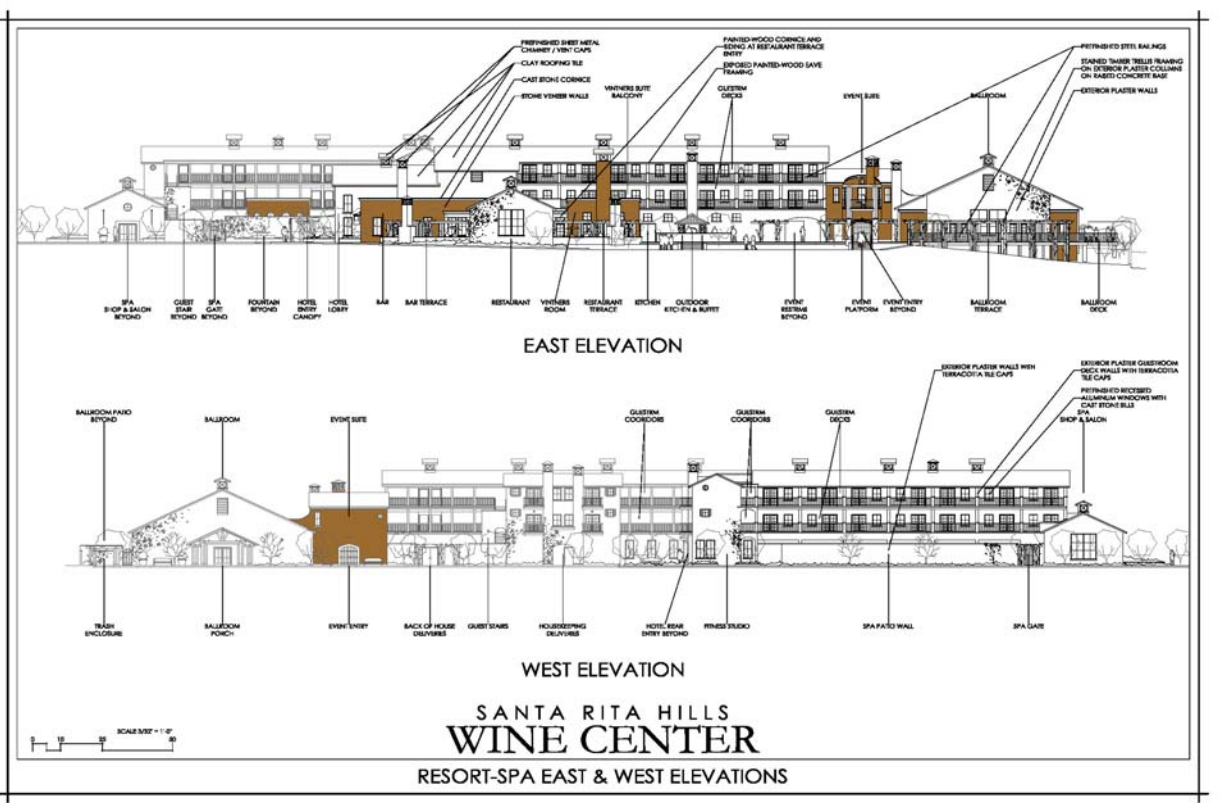 PREFINISHED SHEET METAL
CHIMNEY / VENT CAPS
CLAY ROOFING TILE
CAST STONE CORNICE
STONE VENEER WALLS
VINTNERS SUITE
BALCONY
PAINTED-WOOD CORNICE AND
SIDING AT RESTAURANT TERRACE
ENTRY
EXPOSED PAINTED-WOOD EAVE
FRAMING
GUESTRM
DECKS
EVENT SUITE
BALLROOM
PREFINISHED STEEL RAILINGS
STAINED TIMBER TRELLIS FRAMING
ON EXTERIOR PLASTER COLUMNS
ON RAISED CONCRETE BASE
EXTERIOR PLASTER WALLS
SPA
SHOP & SALON
BEYOND
GUEST
STAIR
BEYOND
SPA
GATE
BEYOND
FOUNTAIN
BEYOND
HOTEL
ENTRY
CANOPY
HOTEL
LOBBY
BAR
BAR TERRACE
RESTAURANT
VINTNERS
ROOM
RESTAURANT
TERRACE
KITCHEN
OUTDOOR
KITCHEN & BUFFET
EVENT
RESTRMS
BEYOND
EVENT
PLATFORM
EVENT ENTRY
BEYOND
BALLROOM
TERRACE
BALLROOM
DECK
EAST ELEVATION
BALLROOM PATIO
BEYOND
BALLROOM
EVENT SUITE
GUESTRM
CORRIDORS
GUESTRM
CORRIDORS
GUESTRM
DECKS
EXTERIOR PLASTER WALLS WITH
TERRACOTTA TILE CAPS
EXTERIOR PLASTER GUESTROOM
DECK WALLS WITH TERRACOTTA
TILE CAPS
PREFINISHED RECESSED
ALUMINUM WINDOWS WITH
CAST STONE SILLS
SPA
SHOP & SALON
TRASH
ENCLOSURE
BALLROOM
PORCH
EVENT ENTRY
BACK OF HOUSE
DELIVERIES
GUEST STAIRS
HOUSEKEEPING
DELIVERIES
HOTEL REAR
ENTRY BEYOND
FITNESS STUDIO
SPA PATIO WALL
SPA GATE
WEST ELEVATION
SANTA RITA HILLS
WINE CENTER
RESORT-SPA EAST & WEST ELEVATIONS
SCALE 3/32" = 1'-0"